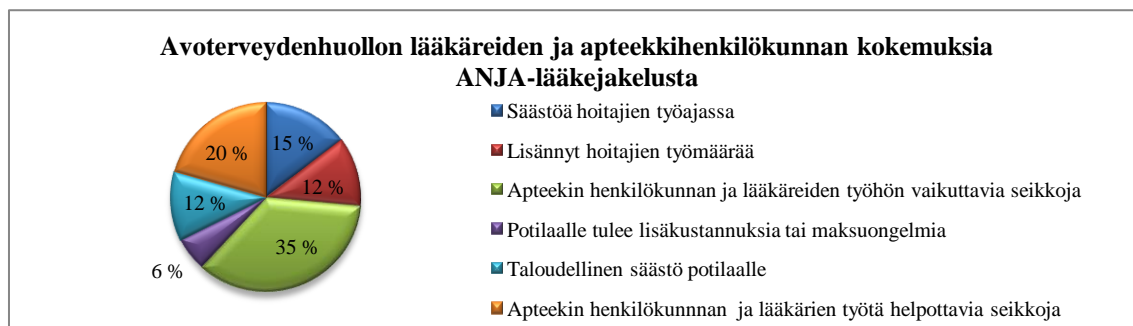 Avoterveydenhuollon lääkäreiden ja apteekkihenkilökunnan kokemuksia
ANJA-lääkejakelusta
Säästöä hoitajien työajassa
Lisännyt hoitajien työmäärää
Apteekin henkilökunnan ja lääkäreiden työhön vaikuttavia seikkoja
Potilaalle tulee lisäkustannuksia tai maksuongelmia
Taloudellinen säästö potilaalle
Apteekin henkilökunnnan ja lääkärien työtä helpottavia seikkoja
15 %
12 %
35 %
6 %
12 %
20 %